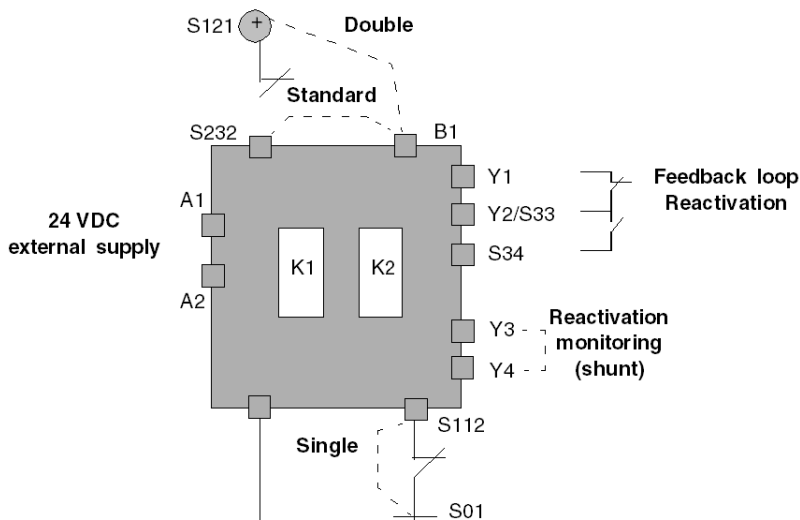 S121
+
Double
Standard
S232
B1
A1
24 VDC
external supply
A2
K1
K2
Y1
Y2/S33
S34
Feedback loop
Reactivation
Y3
Y4
Reactivation
monitoring
(shunt)
S112
Single
S01